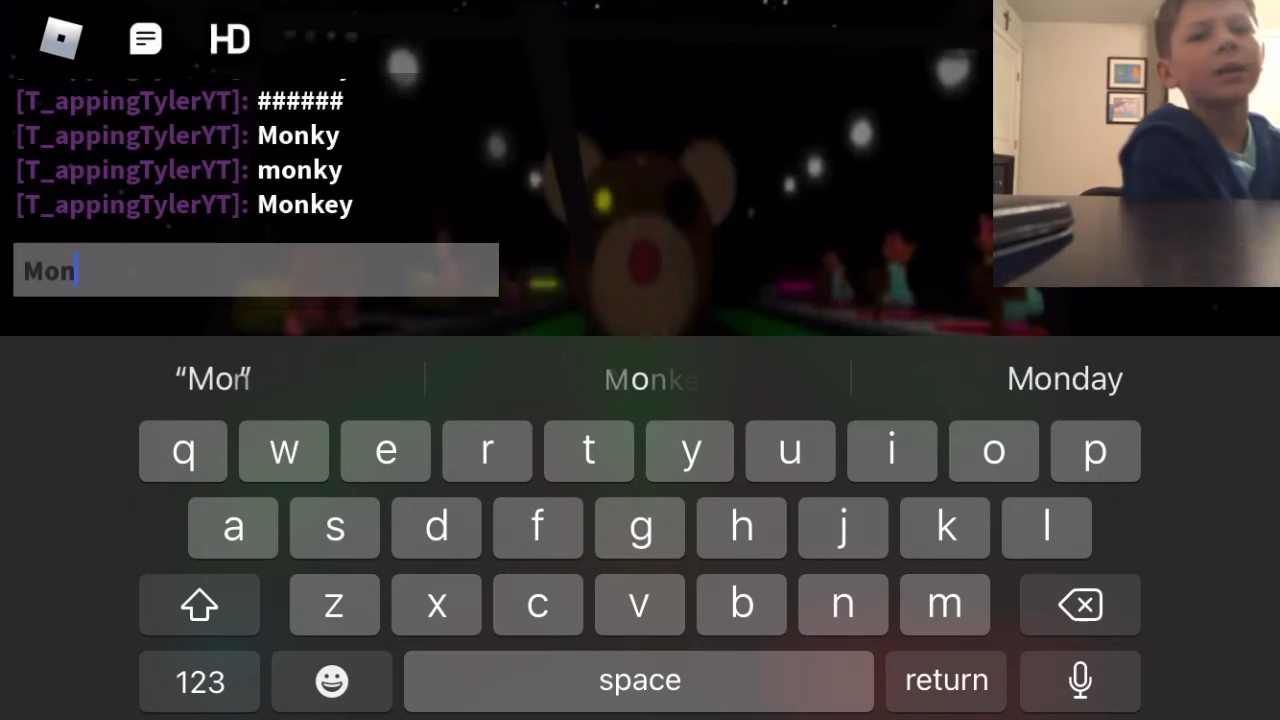 HD
[T_appingTylerYT]: ######
[T_appingTylerYT]: Monky
[T_appingTylerYT]: monky
[T_appingTylerYT]: Monkey
Mon
“Mon” Monke Monday
q w e r t y u i o p
a s d f g h j k l
z x c v b n m
123 space return